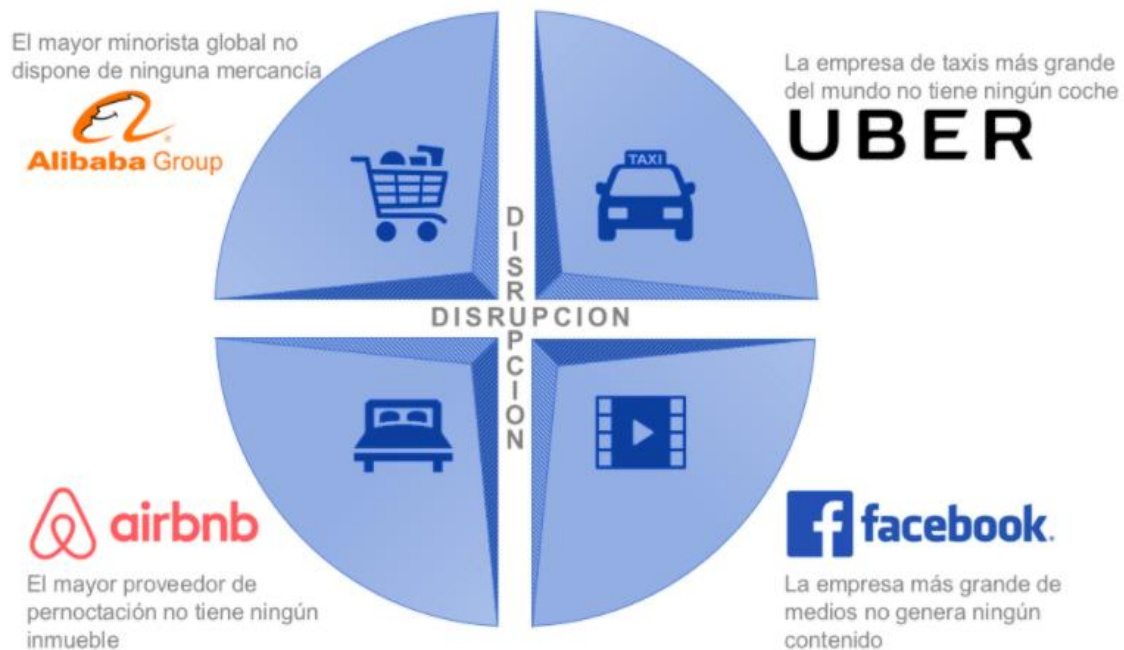 El mayor minorista global no
dispone de ninguna mercancía
Alibaba Group
La empresa de taxis más grande
del mundo no tiene ningún coche
UBER
TAXI
DISRUPCION
DISRUPCION
airbnb
El mayor proveedor de
pernoctación no tiene ningún
inmueble
facebook.
La empresa más grande de
medios no genera ningún
contenido